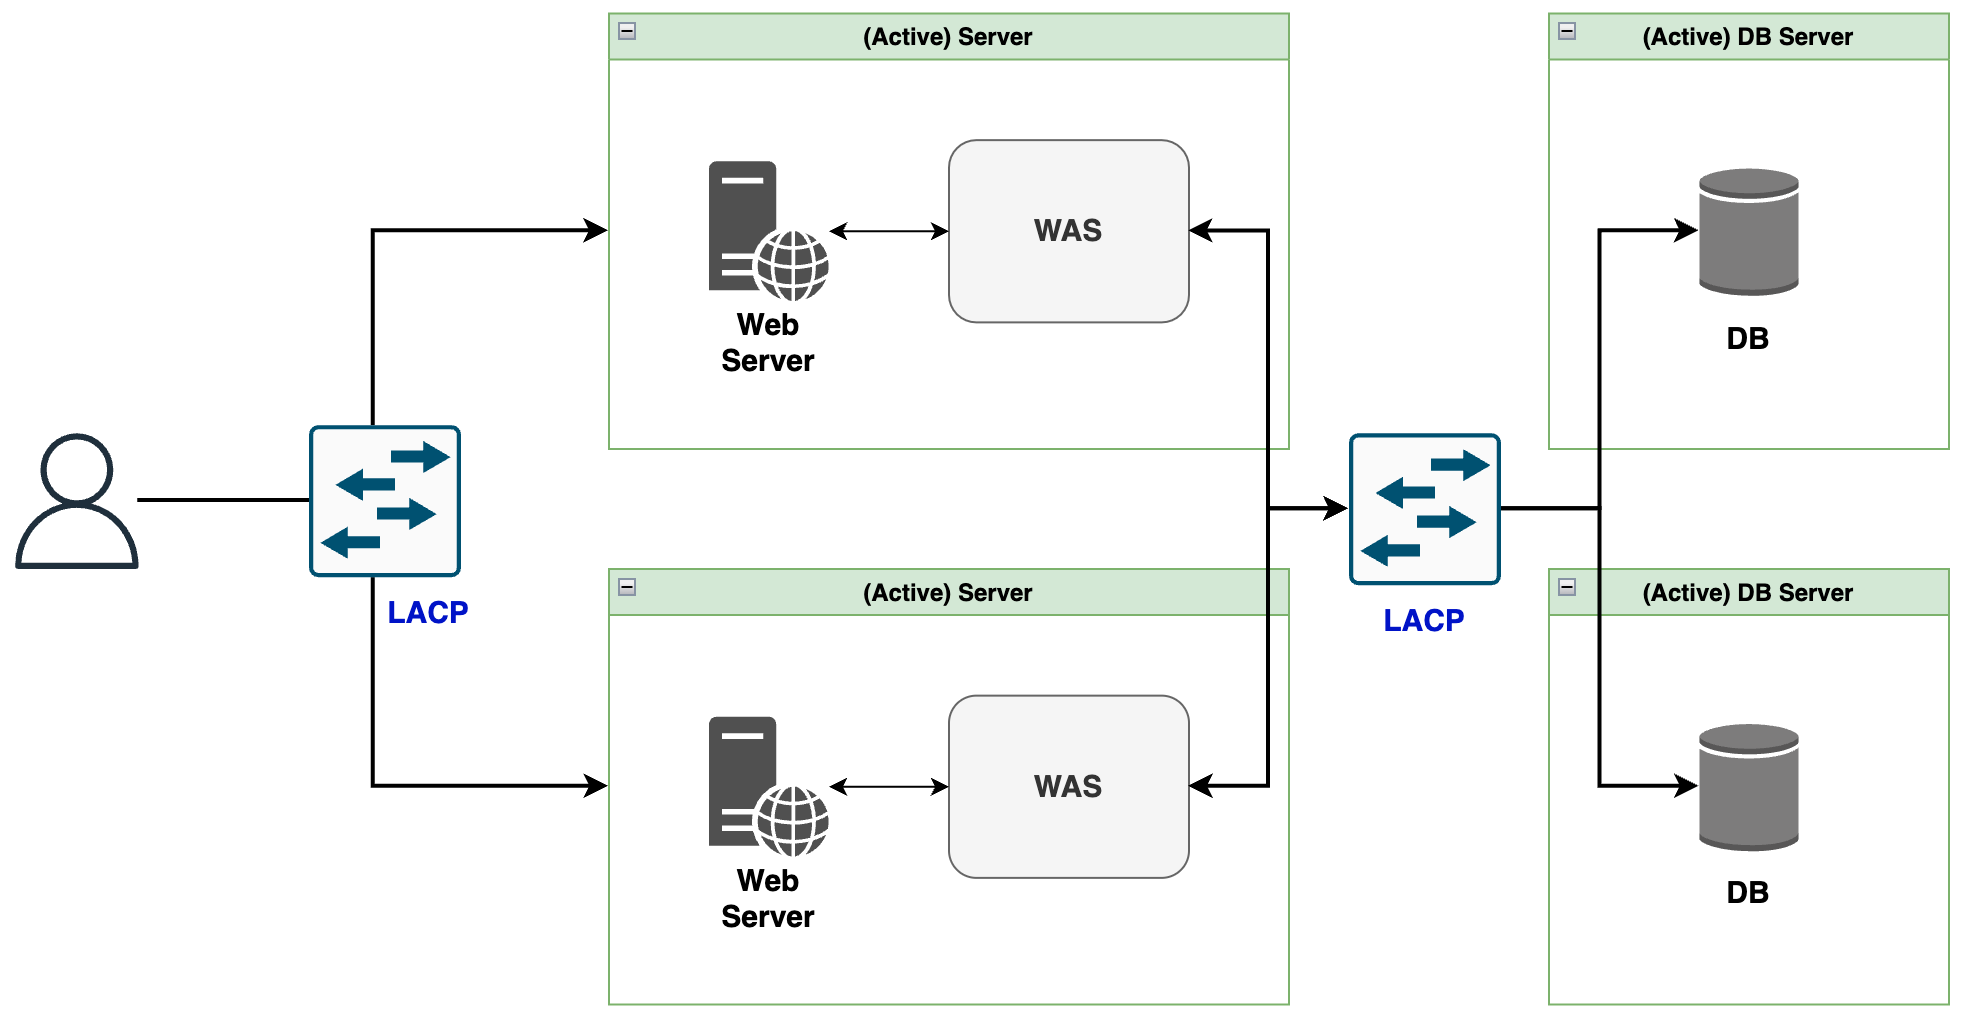 (Active) Server
(Active) DB Server
WAS
Web
Server
DB
LACP
(Active) Server
(Active) DB Server
LACP
WAS
Web
Server
DB